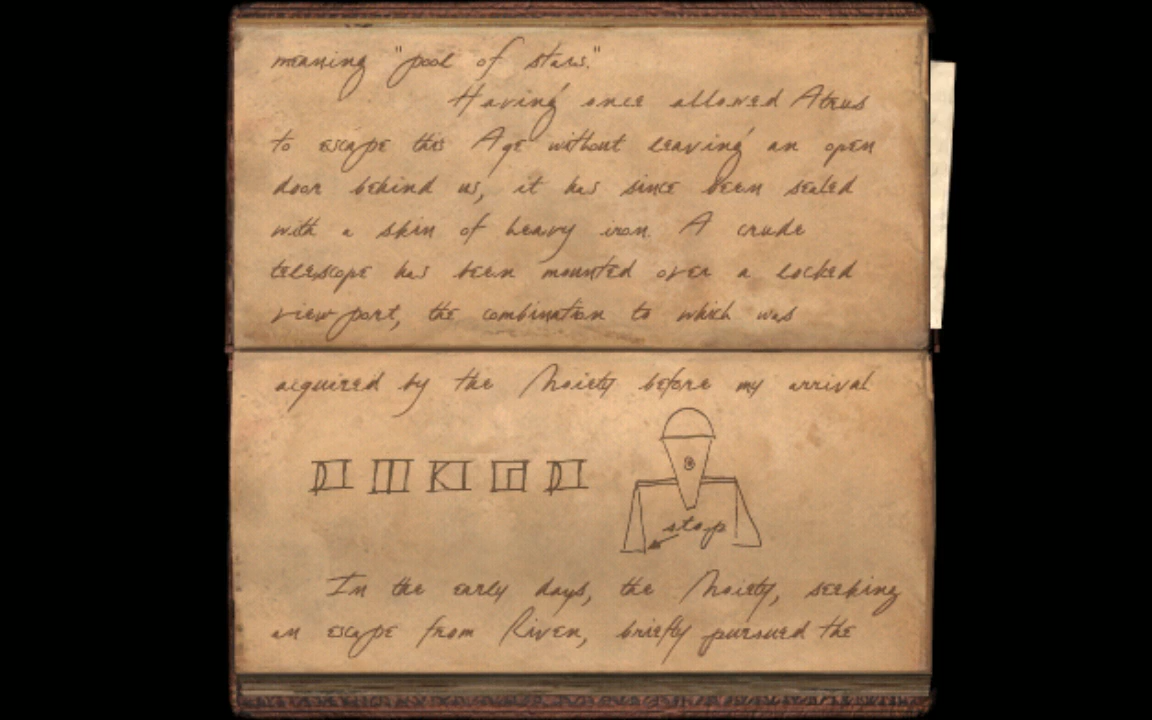 meaning "pool of stars."
Having once allowed Atrus
to escape this Age without leaving an open
door behind us, it has since been sealed
with a skin of heavy iron. A crude
telescope has been mounted over a locked
viewport, the combination to which was
acquired by the Moiety before my arrival
stop
In the early days, the Moiety, seeking
an escape from Riven, briefly pursued the